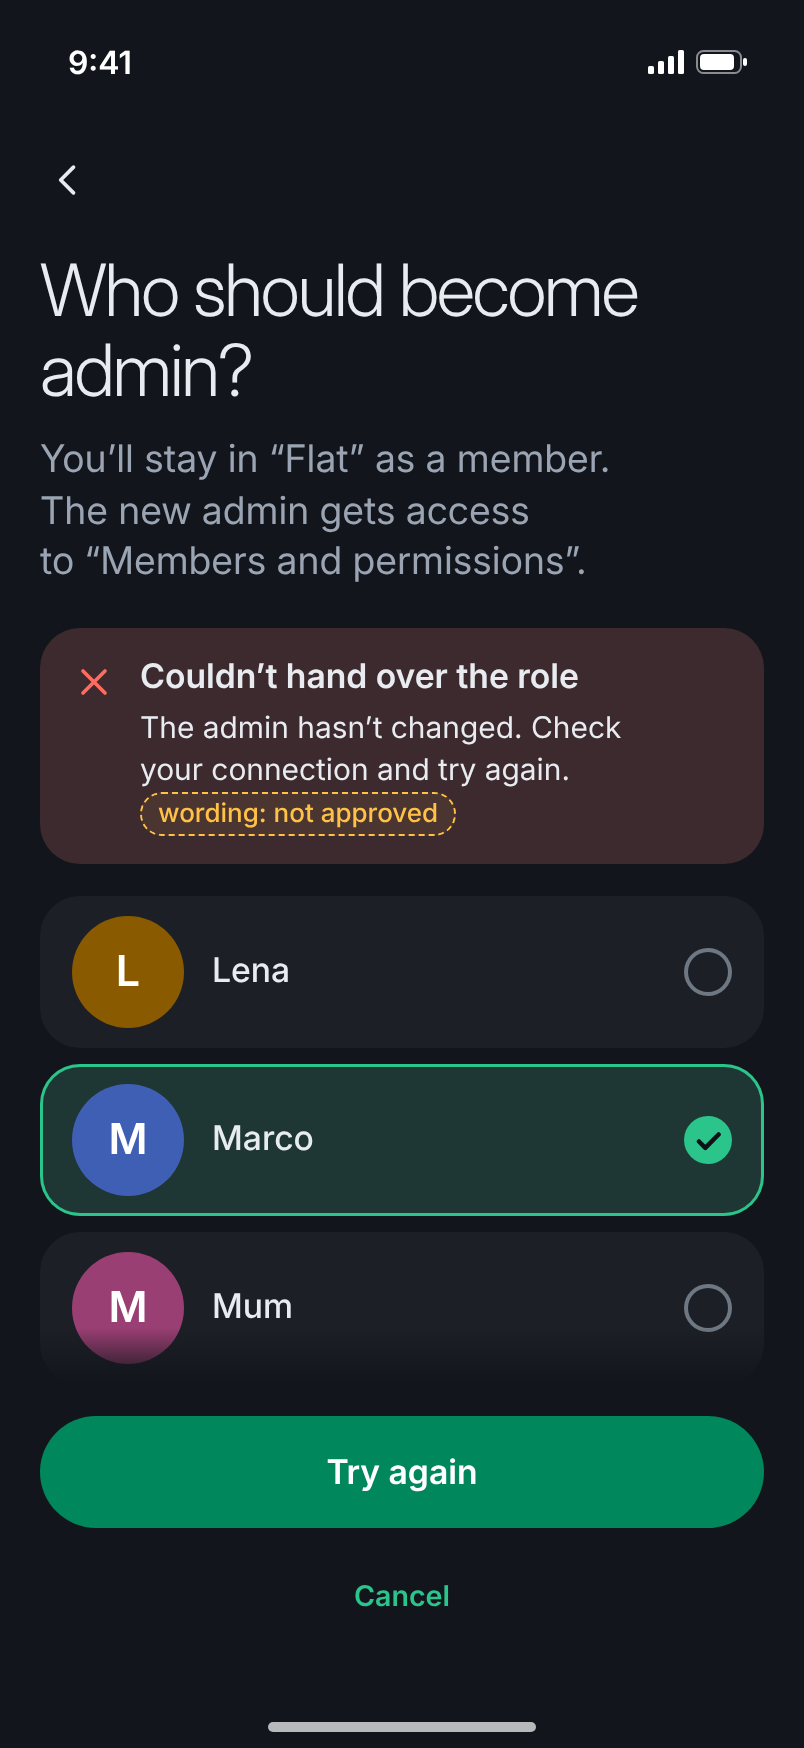 9:41
Who should become
admin?
You’ll stay in “Flat” as a member.
The new admin gets access
to “Members and permissions”.
Couldn’t hand over the role
The admin hasn’t changed. Check
your connection and try again.
wording: not approved
L
Lena
M
Marco
M
Mum
Try again
Cancel